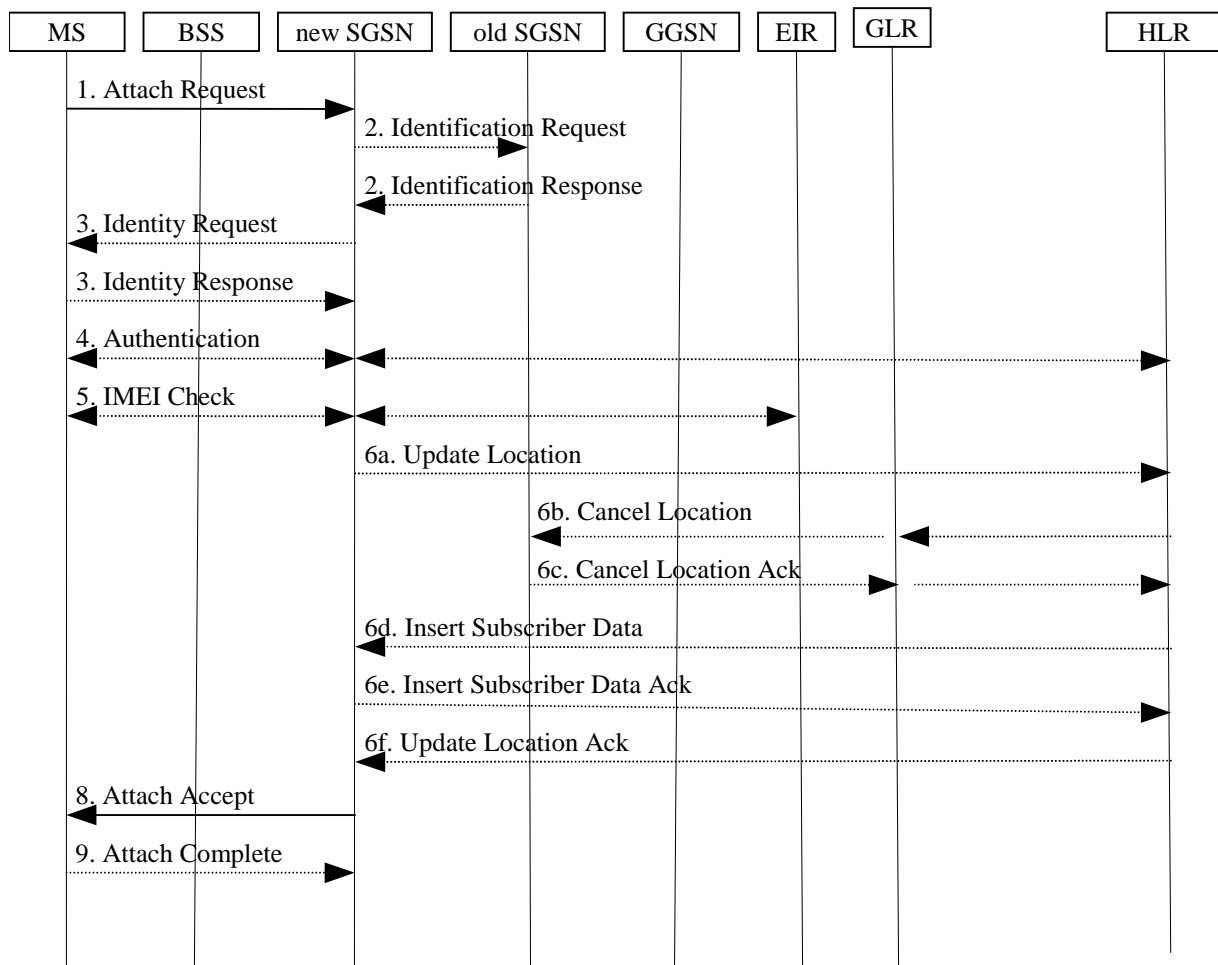 MS
BSS
new SGSN
old SGSN
GGSN
EIR
GLR
HLR
1. Attach Request
2. Identification Request
2. Identification Response
3. Identity Request
3. Identity Response
4. Authentication
5. IMEI Check
6a. Update Location
6b. Cancel Location
6c. Cancel Location Ack
6d. Insert Subscriber Data
6e. Insert Subscriber Data Ack
6f. Update Location Ack
8. Attach Accept
9. Attach Complete